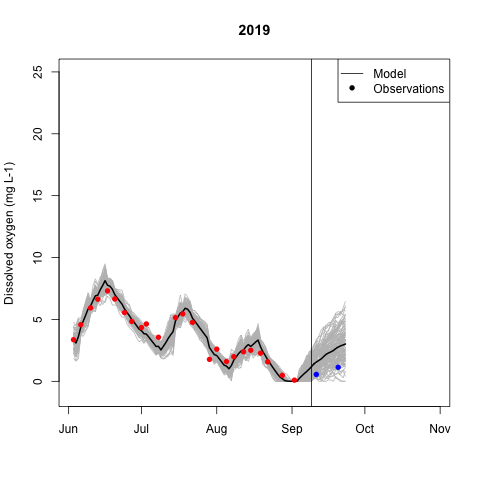 2019
Model
Observations
Dissolved oxygen (mg L-1)
25
20
15
10
5
0
Jun Jul Aug Sep Oct Nov